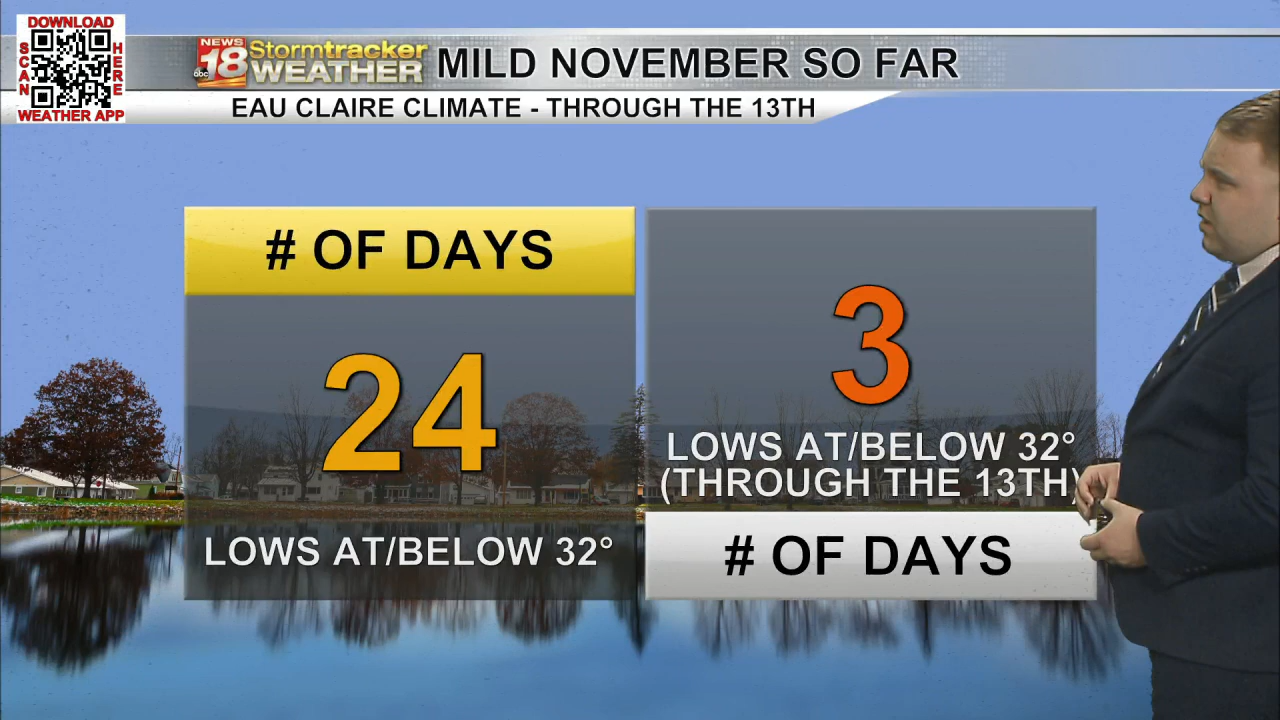 DOWNLOAD
SCAN
HERE
WEATHER APP
NEWS
abc 18
Stormtracker
WEATHER
MILD NOVEMBER SO FAR
EAU CLAIRE CLIMATE - THROUGH THE 13TH
# OF DAYS
24
LOWS AT/BELOW 32°
3
LOWS AT/BELOW 32°
(THROUGH THE 13TH)
# OF DAYS